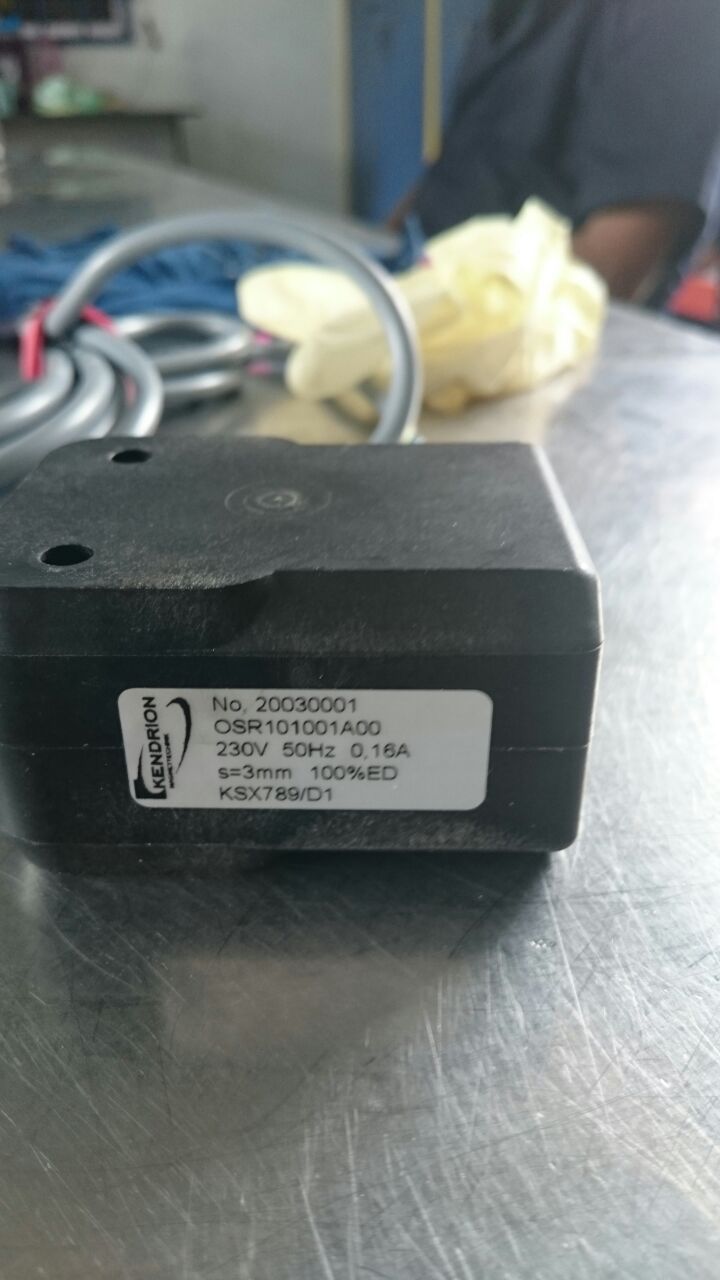 KENDRION
No. 20030001
OSR101001A00
230V 50Hz 0,16A
s=3mm 100%ED
KSX789/D1